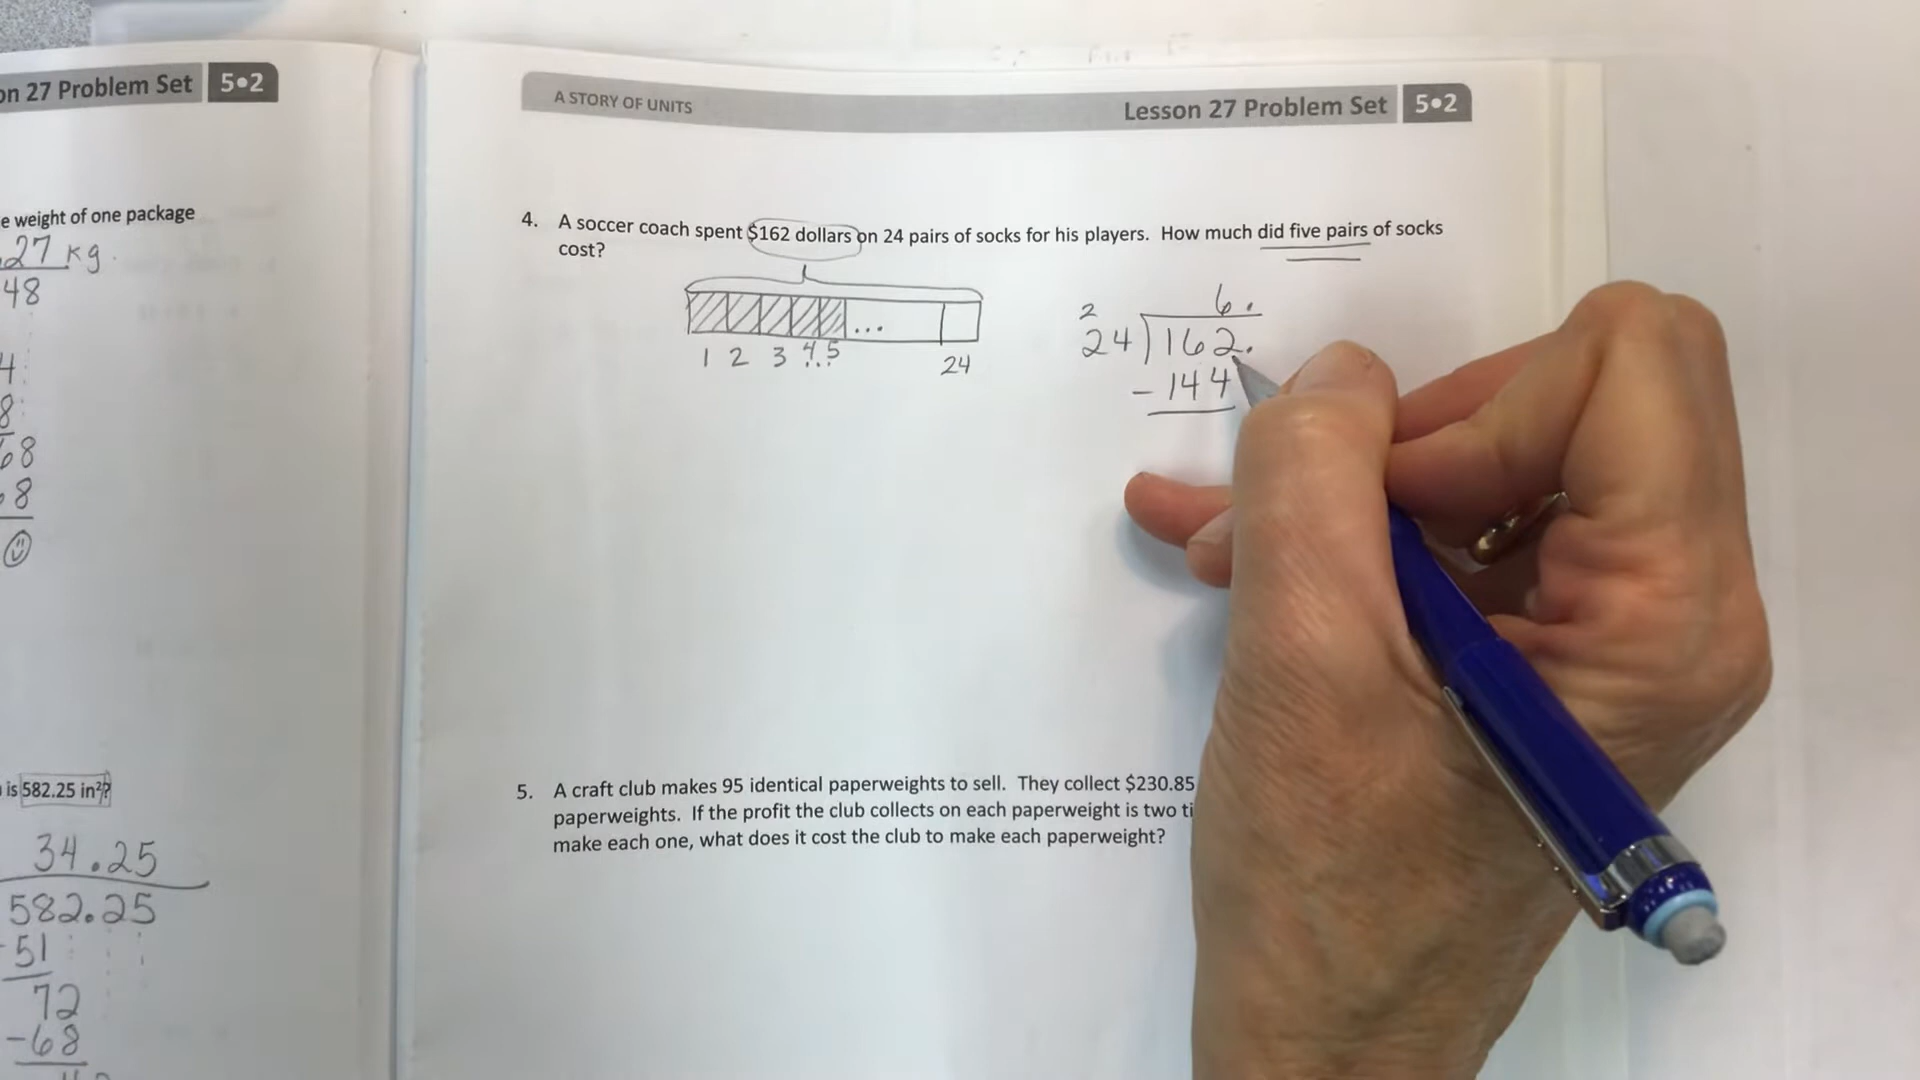 on 27 Problem Set 5•2
e weight of one package
.27 kg.
48
4
8
68
8
is 582.25 in²?
34.25
582.25
- 51
72
-68
A STORY OF UNITS
Lesson 27 Problem Set 5•2
4. A soccer coach spent $162 dollars on 24 pairs of socks for his players. How much did five pairs of socks
cost?
...
1 2 3 4 5 ... 24
2 6.
24)162.
- 144
5. A craft club makes 95 identical paperweights to sell. They collect $230.85
paperweights. If the profit the club collects on each paperweight is two ti
make each one, what does it cost the club to make each paperweight?